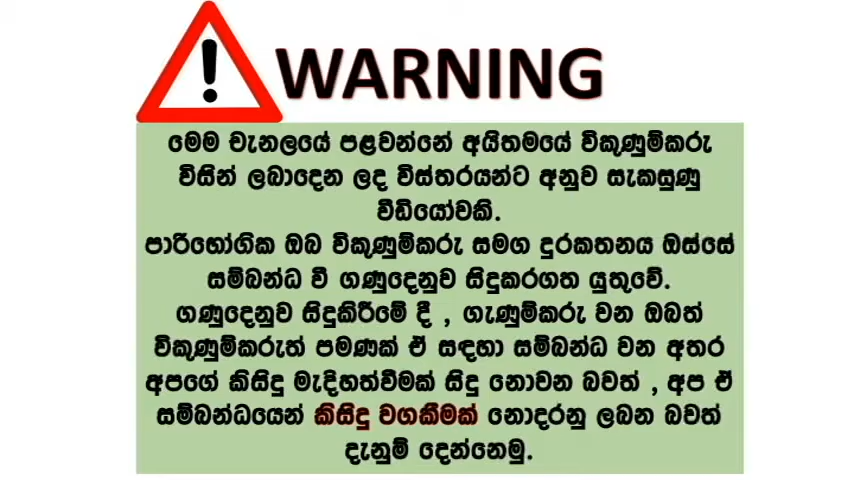 WARNING
මෙම චැනලයේ පළවන්නේ අයිතමයේ විකුණුම්කරු
විසින් ලබාදෙන ලද විස්තරයන්ට අනුව සැකසුණු
වීඩියෝවකි.
පාරිභෝගික ඔබ විකුණුම්කරු සමග දුරකතනය ඔස්සේ
සම්බන්ධ වී ගණුදෙනුව සිදුකරගත යුතුවේ.
ගණුදෙනුව සිදුකිරීමේ දී , ගැණුම්කරු වන ඔබත්
විකුණුම්කරුත් පමණක් ඒ සඳහා සම්බන්ධ වන අතර
අපගේ කිසිදු මැදිහත්වීමක් සිදු නොවන බවත් , අප ඒ
සම්බන්ධයෙන් කිසිදු වගකීමක් නොදරනු ලබන බවත්
දැනුම් දෙන්නෙමු.